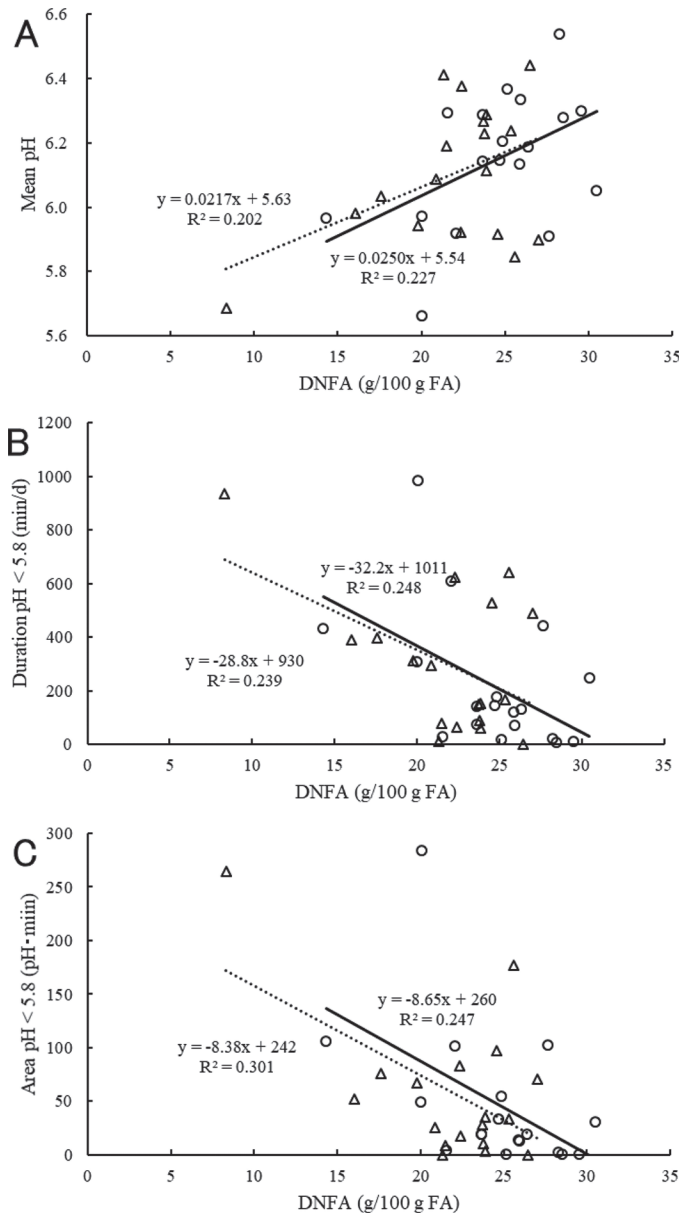 A
6.6
6.4
6.2
6.0
5.8
5.6
Mean pH
y = 0.0217x + 5.63
R² = 0.202
y = 0.0250x + 5.54
R² = 0.227
0 5 10 15 20 25 30 35
DNFA (g/100 g FA)
B
1200
1000
800
600
400
200
0
Duration pH < 5.8 (min/d)
y = -32.2x + 1011
R² = 0.248
y = -28.8x + 930
R² = 0.239
0 5 10 15 20 25 30 35
DNFA (g/100 g FA)
C
300
250
200
150
100
50
0
Area pH < 5.8 (pH·miin)
y = -8.65x + 260
R² = 0.247
y = -8.38x + 242
R² = 0.301
0 5 10 15 20 25 30 35
DNFA (g/100 g FA)